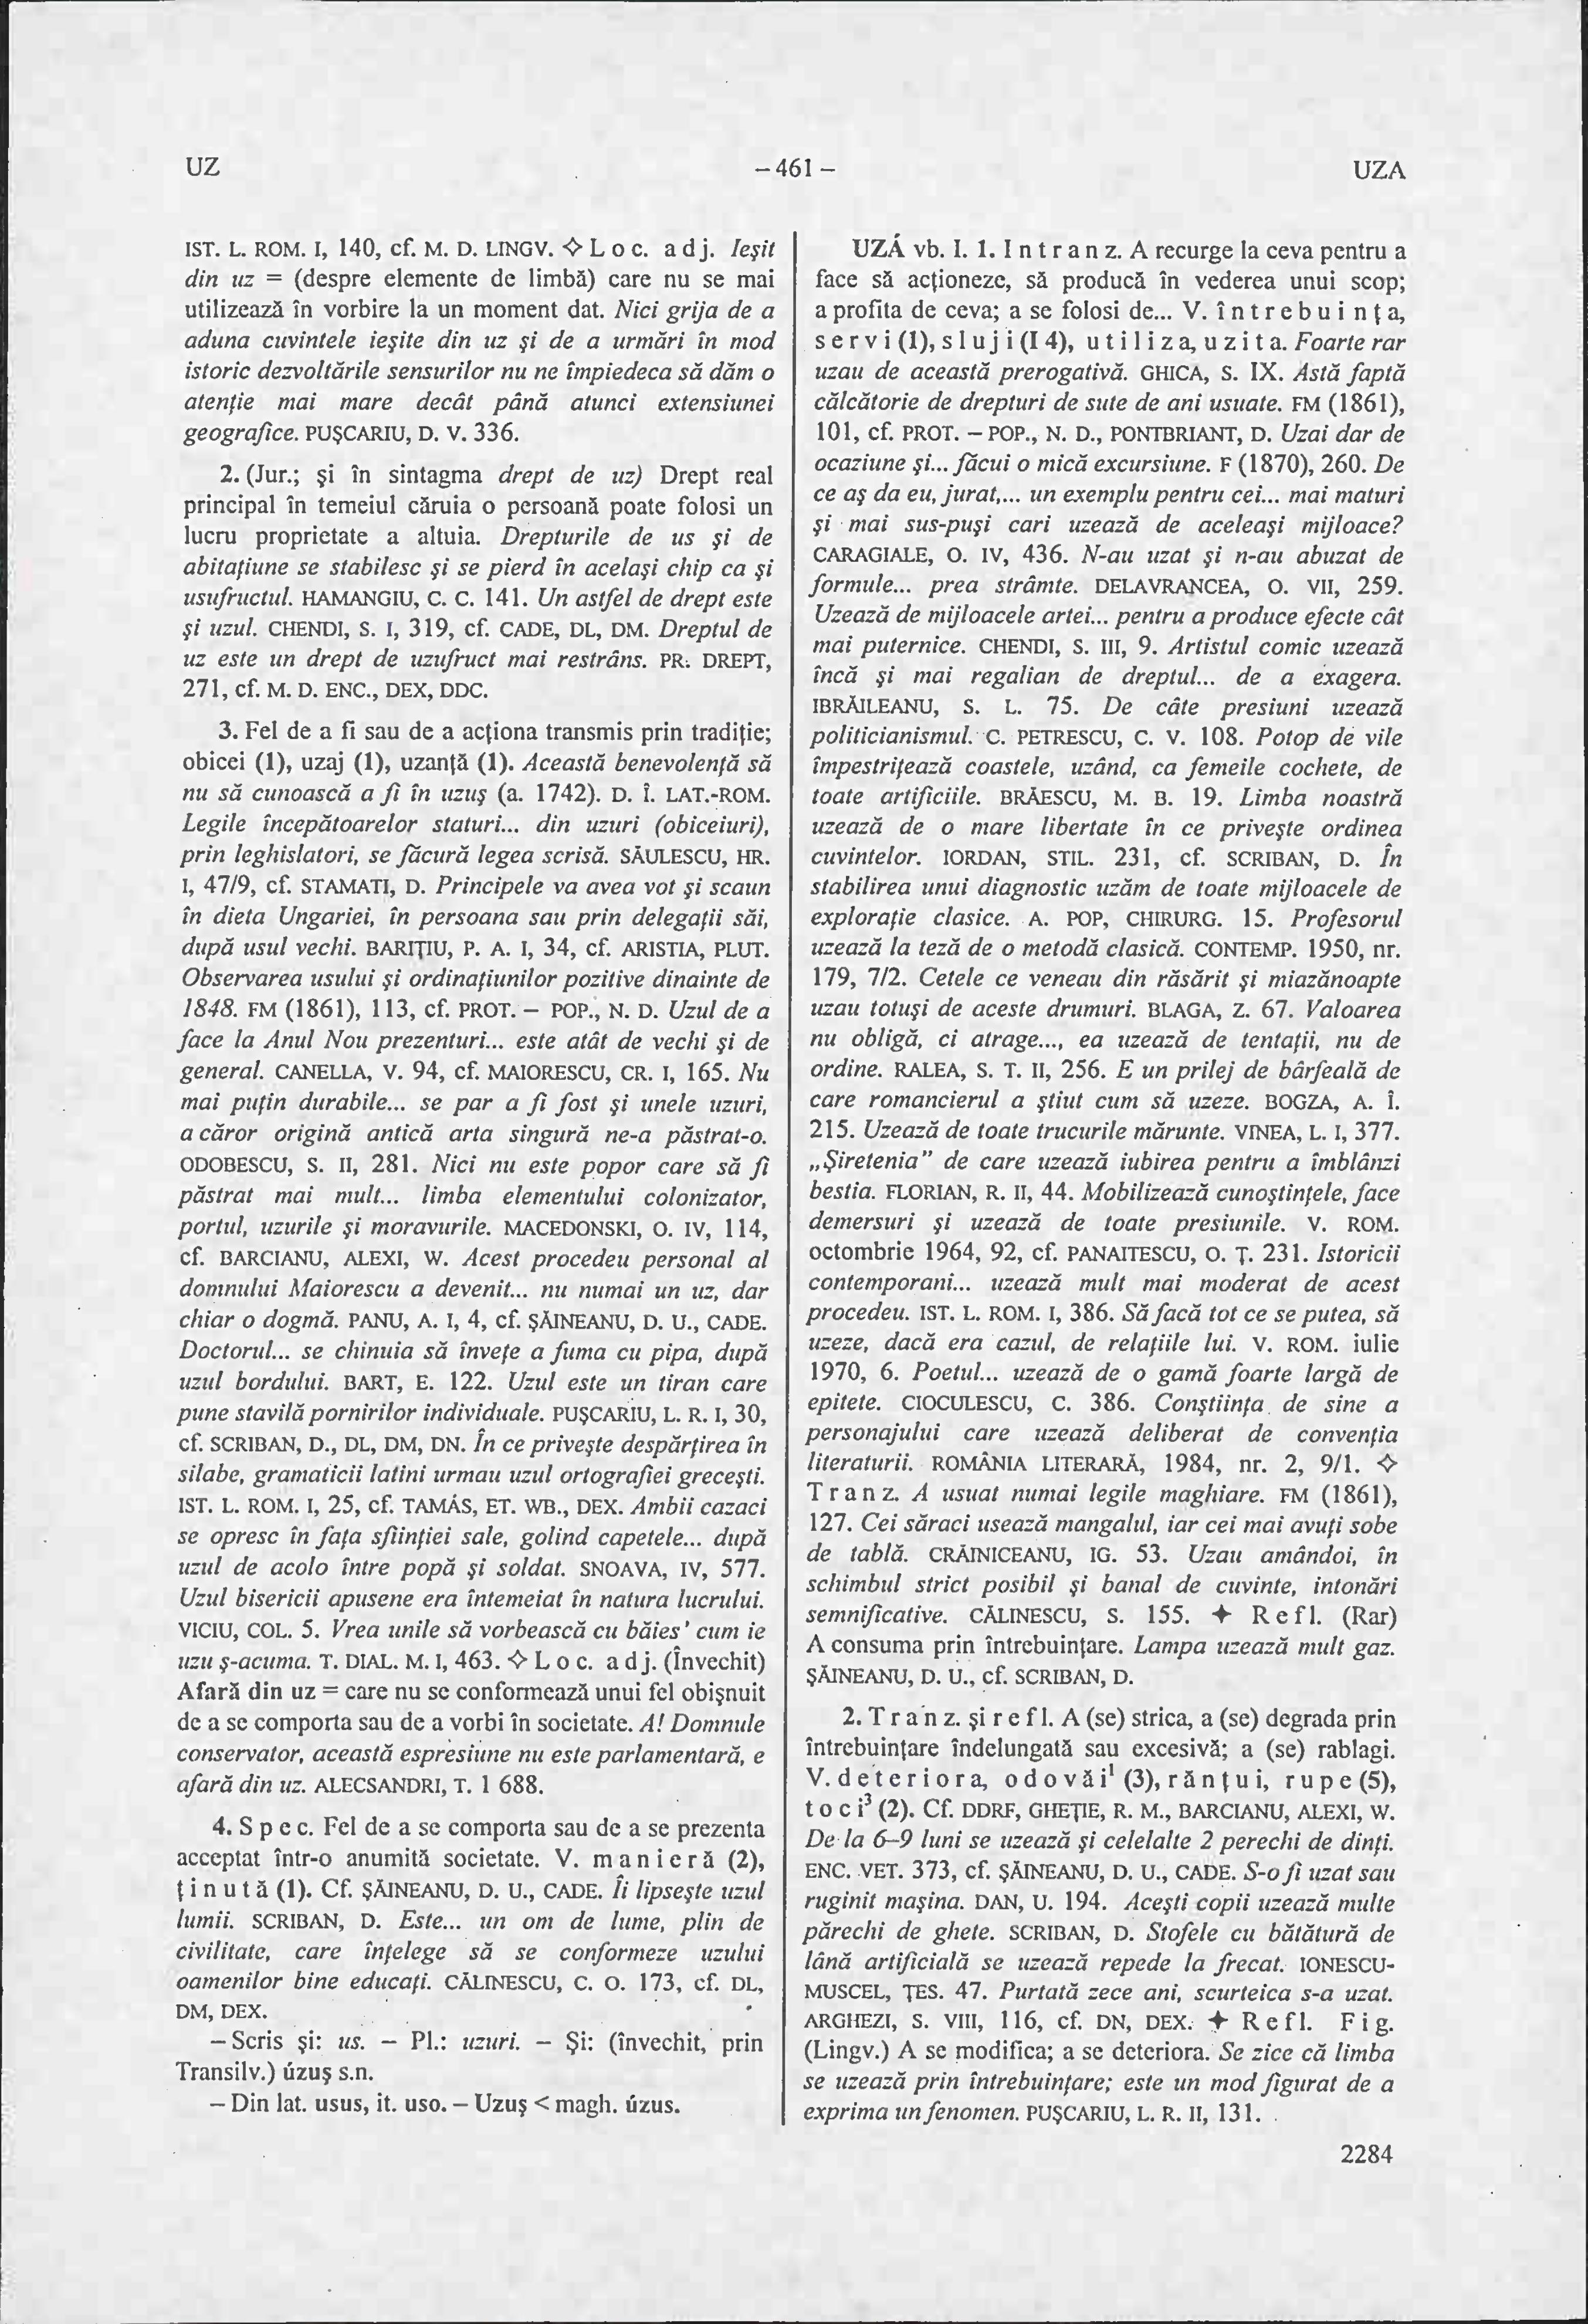 UZ
– 461 –
UZA
IST. L. ROM. I, 140, cf. M. D. LINGV. ✧ L o c. a d j. Ieşit
din uz = (despre elemente de limbă) care nu se mai
utilizează în vorbire la un moment dat. Nici grija de a
aduna cuvintele ieşite din uz şi de a urmări în mod
istoric dezvoltările sensurilor nu ne împiedeca să dăm o
atenţie mai mare decât până atunci extensiunei
geografice. PUŞCARIU, D. V. 336.
2. (Jur.; şi în sintagma drept de uz) Drept real
principal în temeiul căruia o persoană poate folosi un
lucru proprietate a altuia. Drepturile de us şi de
abitaţiune se stabilesc şi se pierd în acelaşi chip ca şi
usufructul. HAMANGIU, C. C. 141. Un astfel de drept este
şi uzul. CHENDI, S. I, 319, cf. CADE, DL, DM. Dreptul de
uz este un drept de uzufruct mai restrâns. PR. DREPT,
271, cf. M. D. ENC., DEX, DDC.
3. Fel de a fi sau de a acţiona transmis prin tradiţie;
obicei (1), uzaj (1), uzanţă (1). Această benevolenţă să
nu să cunoască a fi în uzuş (a. 1742). D. Î. LAT.-ROM.
Legile începătoarelor staturi... din uzuri (obiceiuri),
prin leghislatori, se făcură legea scrisă. SĂULESCU, HR.
I, 47/9, cf. STAMATI, D. Principele va avea vot şi scaun
în dieta Ungariei, în persoana sau prin delegaţii săi,
după usul vechi. BARIŢIU, P. A. I, 34, cf. ARISTIA, PLUT.
Observarea usului şi ordinaţiunilor pozitive dinainte de
1848. FM (1861), 113, cf. PROT. – POP., N. D. Uzul de a
face la Anul Nou prezenturi... este atât de vechi şi de
general. CANELLA, V. 94, cf. MAIORESCU, CR. I, 165. Nu
mai puţin durabile... se par a fi fost şi unele uzuri,
a căror origină antică arta singură ne-a păstrat-o.
ODOBESCU, S. II, 281. Nici nu este popor care să fi
păstrat mai mult... limba elementului colonizator,
portul, uzurile şi moravurile. MACEDONSKI, O. IV, 114,
cf. BARCIANU, ALEXI, W. Acest procedeu personal al
domnului Maiorescu a devenit... nu numai un uz, dar
chiar o dogmă. PANU, A. I, 4, cf. ŞĂINEANU, D. U., CADE.
Doctorul... se chinuia să înveţe a fuma cu pipa, după
uzul bordului. BART, E. 122. Uzul este un tiran care
pune stavilă pornirilor individuale. PUŞCARIU, L. R. I, 30,
cf. SCRIBAN, D., DL, DM, DN. În ce priveşte despărţirea în
silabe, gramaticii latini urmau uzul ortografiei greceşti.
IST. L. ROM. I, 25, cf. TAMÁS, ET. WB., DEX. Ambii cazaci
se opresc în faţa sfiinţiei sale, golind capetele... după
uzul de acolo între popă şi soldat. SNOAVA, IV, 577.
Uzul bisericii apusene era întemeiat în natura lucrului.
VICIU, COL. 5. Vrea unile să vorbească cu băies' cum ie
uzu ş-acuma. T. DIAL. M. I, 463. ✧ L o c. a d j. (Învechit)
Afară din uz = care nu se conformează unui fel obişnuit
de a se comporta sau de a vorbi în societate. A! Domnule
conservator, această espresiune nu este parlamentară, e
afară din uz. ALECSANDRI, T. 1 688.
4. S p e c. Fel de a se comporta sau de a se prezenta
acceptat într-o anumită societate. V. m a n i e r ă (2),
ţ i n u t ă (1). Cf. ŞĂINEANU, D. U., CADE. Îi lipseşte uzul
lumii. SCRIBAN, D. Este... un om de lume, plin de
civilitate, care înţelege să se conformeze uzului
oamenilor bine educaţi. CĂLINESCU, C. O. 173, cf. DL,
DM, DEX.
– Scris şi: us. – Pl.: uzuri. – Şi: (învechit, prin
Transilv.) úzuş s.n.
– Din lat. usus, it. uso. – Uzuş < magh. úzus.
UZÁ vb. I. 1. I n t r a n z. A recurge la ceva pentru a
face să acţioneze, să producă în vederea unui scop;
a profita de ceva; a se folosi de... V. î n t r e b u i n ţ a,
s e r v i (1), s l u j i (I 4), u t i l i z a, u z i t a. Foarte rar
uzau de această prerogativă. GHICA, S. IX. Astă faptă
călcătorie de drepturi de sute de ani usuate. FM (1861),
101, cf. PROT. – POP., N. D., PONTBRIANT, D. Uzai dar de
ocaziune şi... făcui o mică excursiune. F (1870), 260. De
ce aş da eu, jurat,... un exemplu pentru cei... mai maturi
şi mai sus-puşi cari uzează de aceleaşi mijloace?
CARAGIALE, O. IV, 436. N-au uzat şi n-au abuzat de
formule... prea strâmte. DELAVRANCEA, O. VII, 259.
Uzează de mijloacele artei... pentru a produce efecte cât
mai puternice. CHENDI, S. III, 9. Artistul comic uzează
încă şi mai regalian de dreptul... de a exagera.
IBRĂILEANU, S. L. 75. De câte presiuni uzează
politicianismul. C. PETRESCU, C. V. 108. Potop de vile
împestriţează coastele, uzând, ca femeile cochete, de
toate artificiile. BRĂESCU, M. B. 19. Limba noastră
uzează de o mare libertate în ce priveşte ordinea
cuvintelor. IORDAN, STIL. 231, cf. SCRIBAN, D. În
stabilirea unui diagnostic uzăm de toate mijloacele de
exploraţie clasice. A. POP, CHIRURG. 15. Profesorul
uzează la teză de o metodă clasică. CONTEMP. 1950, nr.
179, 7/2. Cetele ce veneau din răsărit şi miazănoapte
uzau totuşi de aceste drumuri. BLAGA, Z. 67. Valoarea
nu obligă, ci atrage..., ea uzează de tentaţii, nu de
ordine. RALEA, S. T. II, 256. E un prilej de bârfeală de
care romancierul a ştiut cum să uzeze. BOGZA, A. Î.
215. Uzează de toate trucurile mărunte. VINEA, L. I, 377.
„Şiretenia” de care uzează iubirea pentru a îmblânzi
bestia. FLORIAN, R. II, 44. Mobilizează cunoştinţele, face
demersuri şi uzează de toate presiunile. V. ROM.
octombrie 1964, 92, cf. PANAITESCU, O. Ţ. 231. Istoricii
contemporani... uzează mult mai moderat de acest
procedeu. IST. L. ROM. I, 386. Să facă tot ce se putea, să
uzeze, dacă era cazul, de relaţiile lui. V. ROM. iulie
1970, 6. Poetul... uzează de o gamă foarte largă de
epitete. CIOCULESCU, C. 386. Conştiinţa de sine a
personajului care uzează deliberat de convenţia
literaturii. ROMÂNIA LITERARĂ, 1984, nr. 2, 9/1. ✧
T r a n z. A usuat numai legile maghiare. FM (1861),
127. Cei săraci usează mangalul, iar cei mai avuţi sobe
de tablă. CRĂINICEANU, IG. 53. Uzau amândoi, în
schimbul strict posibil şi banal de cuvinte, intonări
semnificative. CĂLINESCU, S. 155. ✦ R e f l. (Rar)
A consuma prin întrebuinţare. Lampa uzează mult gaz.
ŞĂINEANU, D. U., cf. SCRIBAN, D.
2. T r a n z. şi r e f l. A (se) strica, a (se) degrada prin
întrebuinţare îndelungată sau excesivă; a (se) rablagi.
V. d e t e r i o r a, o d o v ă i¹ (3), r ă n ţ u i, r u p e (5),
t o c i³ (2). Cf. DDRF, GHEŢIE, R. M., BARCIANU, ALEXI, W.
De la 6–9 luni se uzează şi celelalte 2 perechi de dinţi.
ENC. VET. 373, cf. ŞĂINEANU, D. U., CADE. S-o fi uzat sau
ruginit maşina. DAN, U. 194. Aceşti copii uzează multe
părechi de ghete. SCRIBAN, D. Stofele cu bătătură de
lână artificială se uzează repede la frecat. IONESCU-
MUSCEL, ŢES. 47. Purtată zece ani, scurteica s-a uzat.
ARGHEZI, S. VIII, 116, cf. DN, DEX. ✦ R e f l. F i g.
(Lingv.) A se modifica; a se deteriora. Se zice că limba
se uzează prin întrebuinţare; este un mod figurat de a
exprima un fenomen. PUŞCARIU, L. R. II, 131.
2284